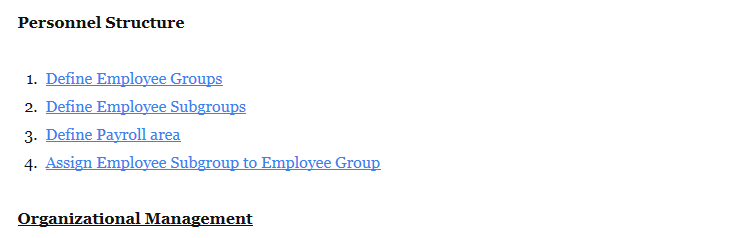 Personnel Structure
1. Define Employee Groups
2. Define Employee Subgroups
3. Define Payroll area
4. Assign Employee Subgroup to Employee Group
Organizational Management